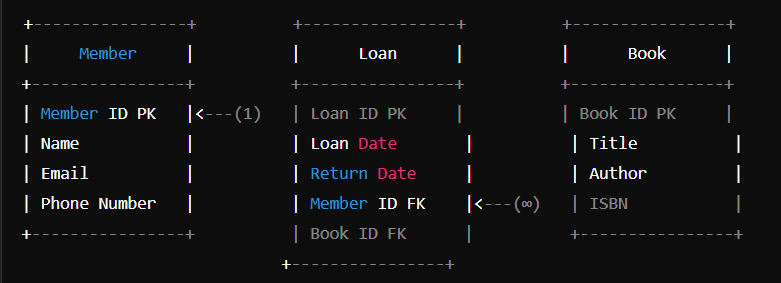 +----------------+          +----------------+          +----------------+
|     Member     |          |      Loan      |          |      Book      |
+----------------+          +----------------+          +----------------+
| Member ID PK   |<---(1)   | Loan ID PK     |          | Book ID PK     |
| Name           |          | Loan Date       |          | Title          |
| Email          |          | Return Date     |          | Author         |
| Phone Number   |          | Member ID FK    |<---(∞)   | ISBN           |
+----------------+          | Book ID FK      |          +----------------+
+----------------+